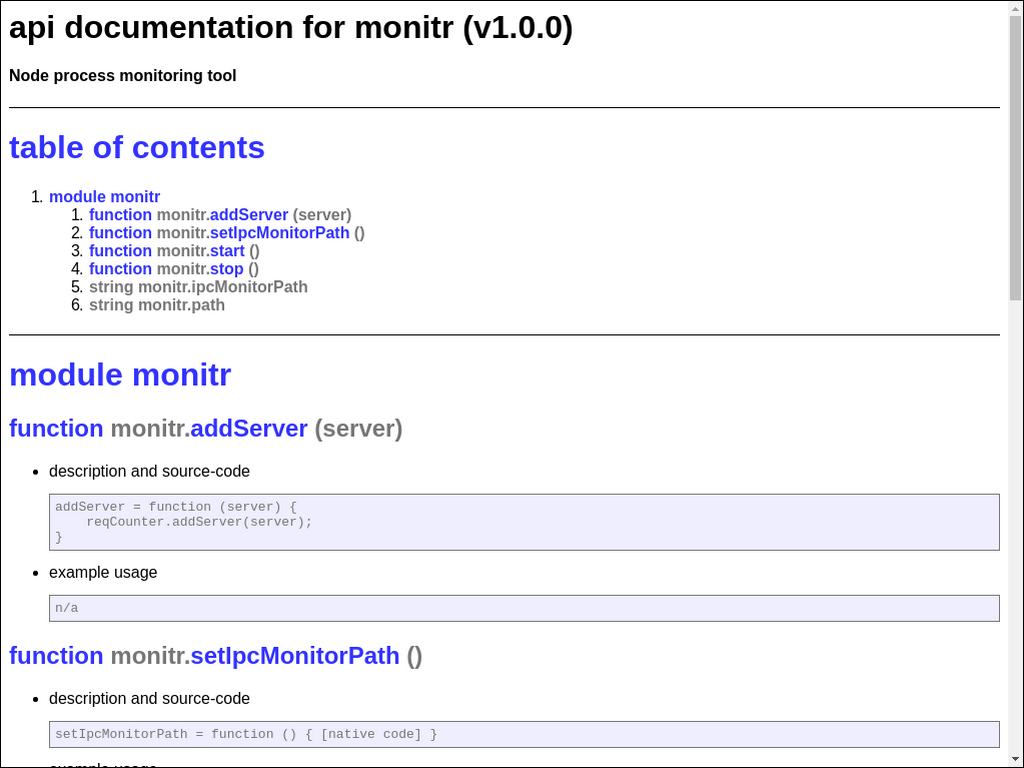 api documentation for monitr (v1.0.0)
Node process monitoring tool
table of contents
1. module monitr
1. function monitr.addServer (server)
2. function monitr.setIpcMonitorPath ()
3. function monitr.start ()
4. function monitr.stop ()
5. string monitr.ipcMonitorPath
6. string monitr.path
module monitr
function monitr.addServer (server)
• description and source-code
addServer = function (server) {
    reqCounter.addServer(server);
}
• example usage
n/a
function monitr.setIpcMonitorPath ()
• description and source-code
setIpcMonitorPath = function () { [native code] }
example usage